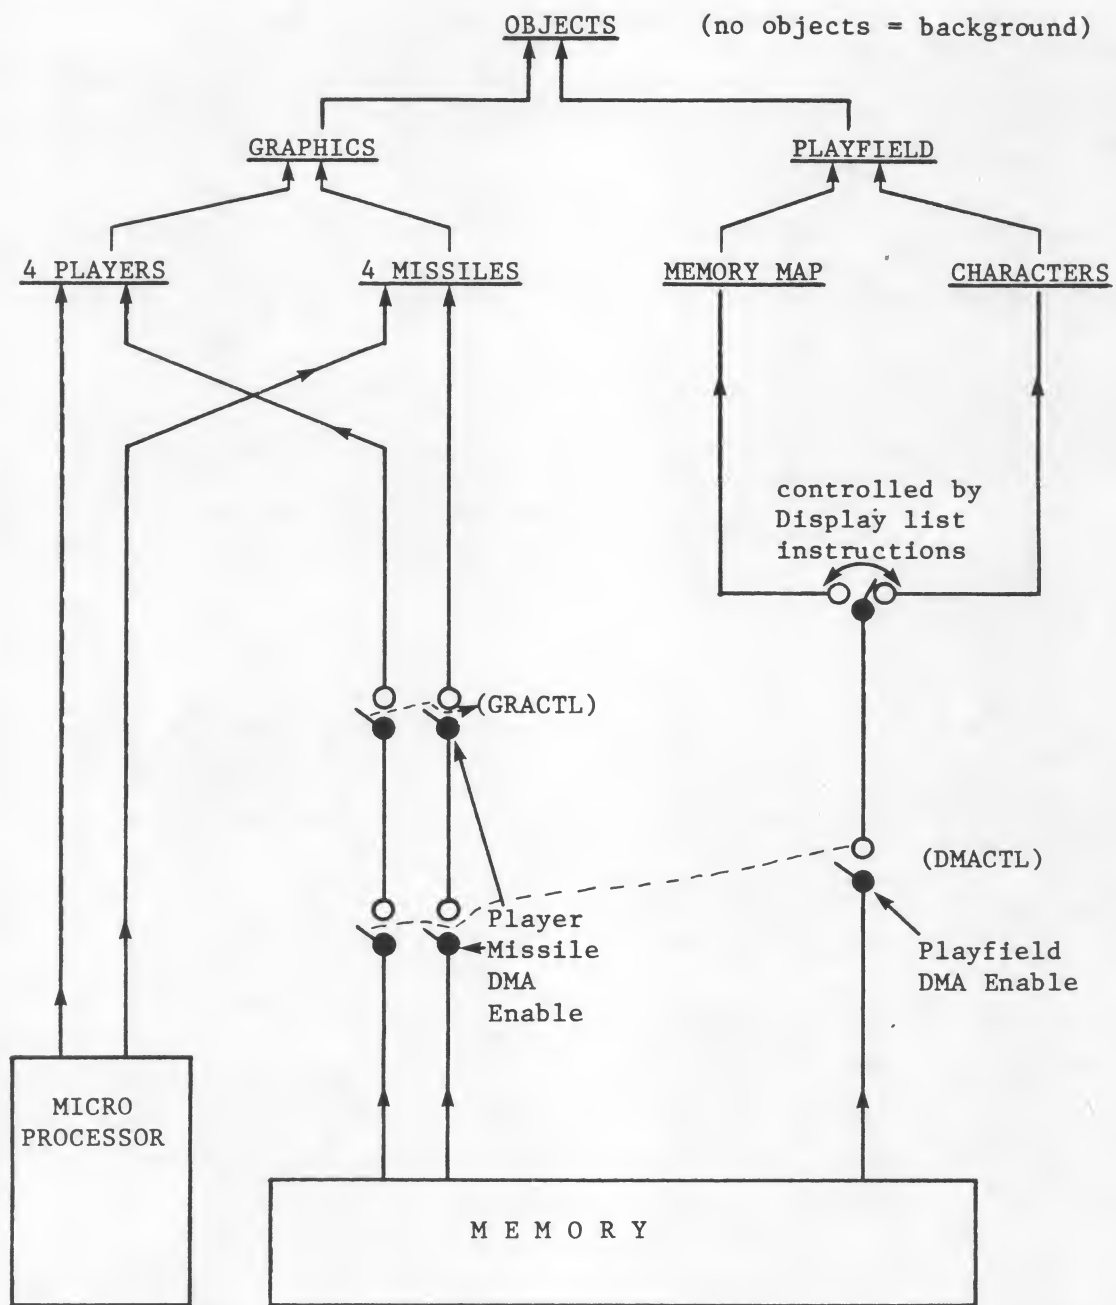 OBJECTS (no objects = background)
GRAPHICS
PLAYFIELD
4 PLAYERS
4 MISSILES
MEMORY MAP
CHARACTERS
controlled by
Display list
instructions
(GRACTL)
(DMACTL)
Player
Missile
DMA
Enable
Playfield
DMA Enable
MICRO
PROCESSOR
M E M O R Y